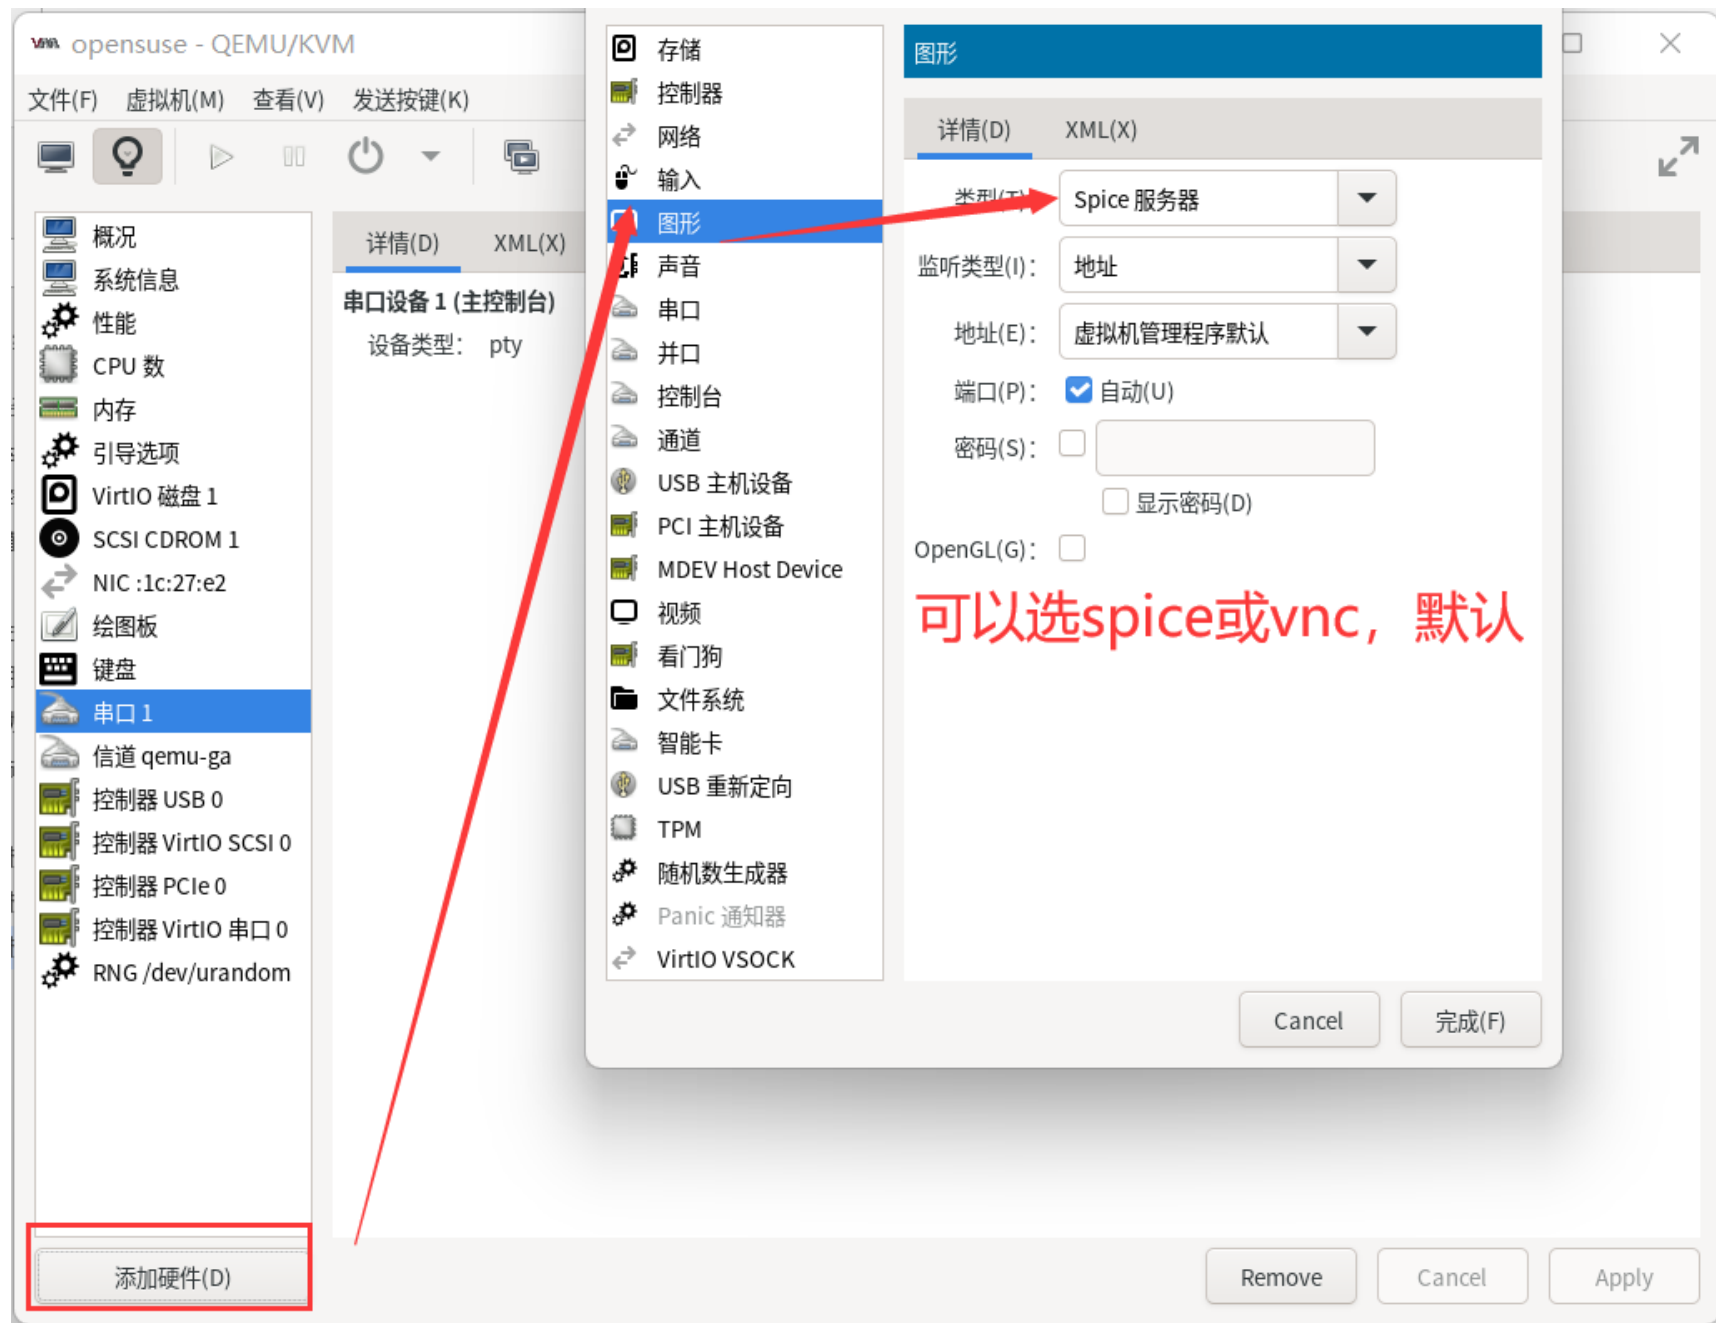 opensuse - QEMU/KVM
文件(F) 虚拟机(M) 查看(V) 发送按键(K)
概况
系统信息
性能
CPU 数
内存
引导选项
VirtIO 磁盘 1
SCSI CDROM 1
NIC :1c:27:e2
绘图板
键盘
串口 1
信道 qemu-ga
控制器 USB 0
控制器 VirtIO SCSI 0
控制器 PCIe 0
控制器 VirtIO 串口 0
RNG /dev/urandom
添加硬件(D)
详情(D) XML(X)
串口设备 1 (主控制台)
设备类型： pty
存储
控制器
网络
输入
图形
声音
串口
并口
控制台
通道
USB 主机设备
PCI 主机设备
MDEV Host Device
视频
看门狗
文件系统
智能卡
USB 重新定向
TPM
随机数生成器
Panic 通知器
VirtIO VSOCK
图形
详情(D) XML(X)
类型(T) Spice 服务器
监听类型(I)： 地址
地址(E)： 虚拟机管理程序默认
端口(P)： 自动(U)
密码(S)：
显示密码(D)
OpenGL(G)：
可以选spice或vnc，默认
Cancel 完成(F)
Remove Cancel Apply